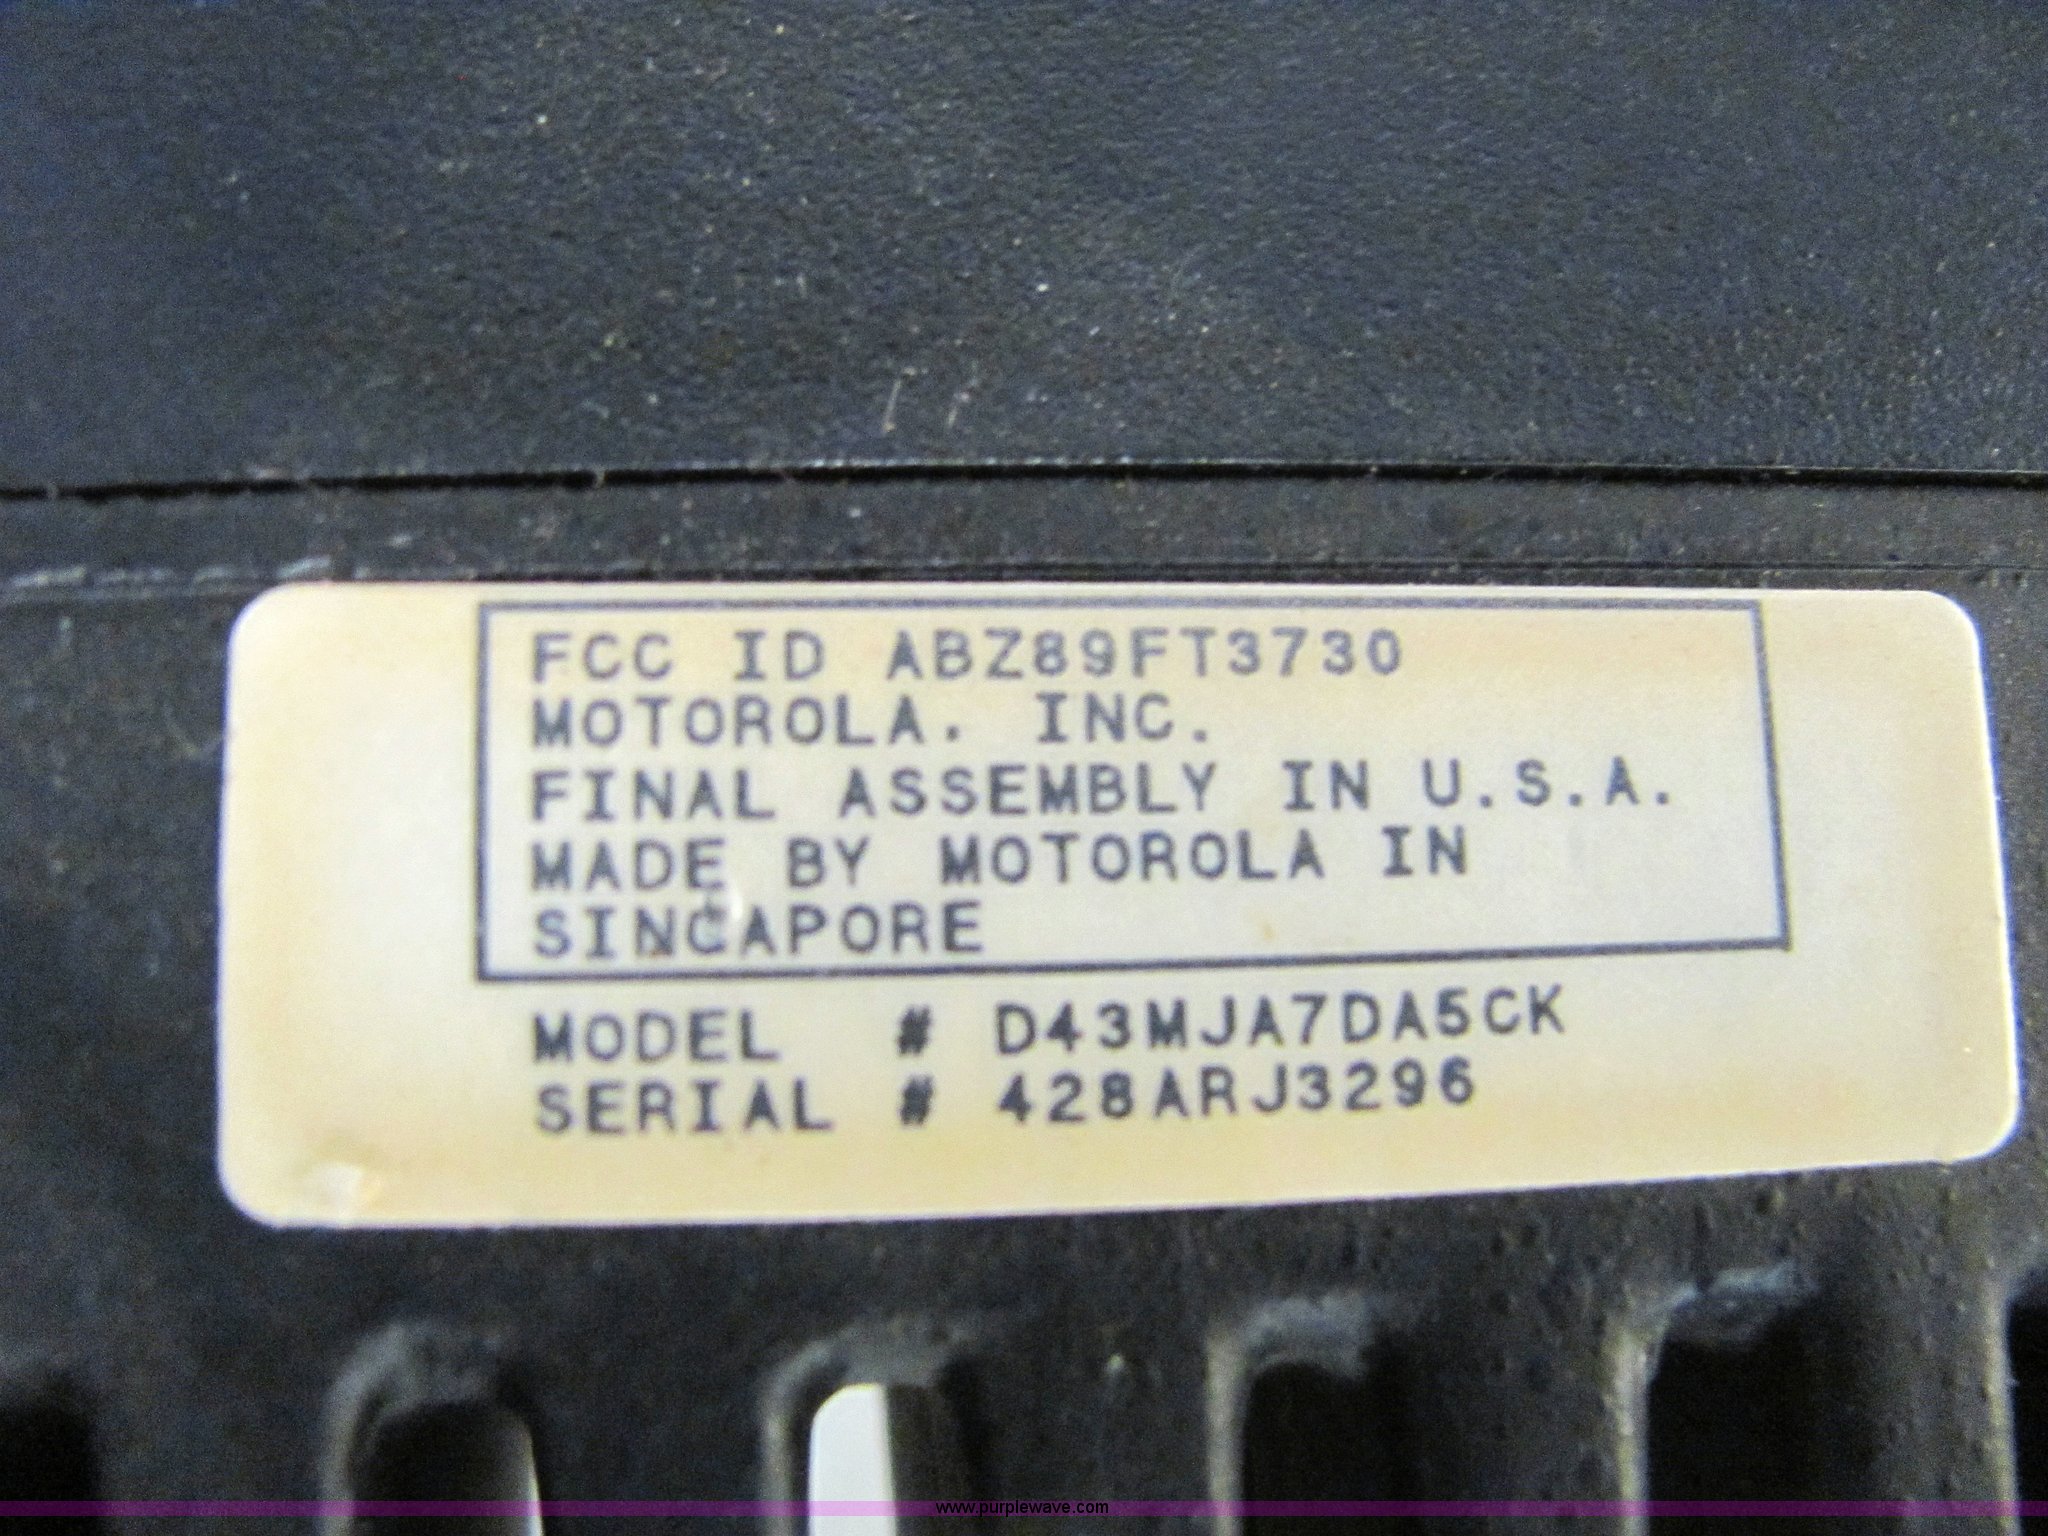 FCC ID ABZ89FT3730
MOTOROLA. INC.
FINAL ASSEMBLY IN U.S.A.
MADE BY MOTOROLA IN
SINGAPORE
MODEL # D43MJA7DA5CK
SERIAL # 428ARJ3296
www.purplewave.com